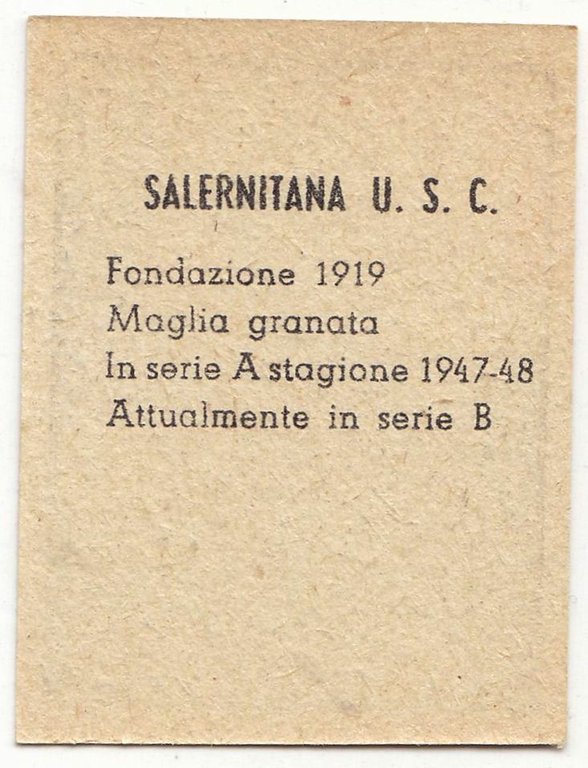 SALERNITANA U. S. C.
Fondazione 1919
Maglia granata
In serie A stagione 1947-48
Attualmente in serie B